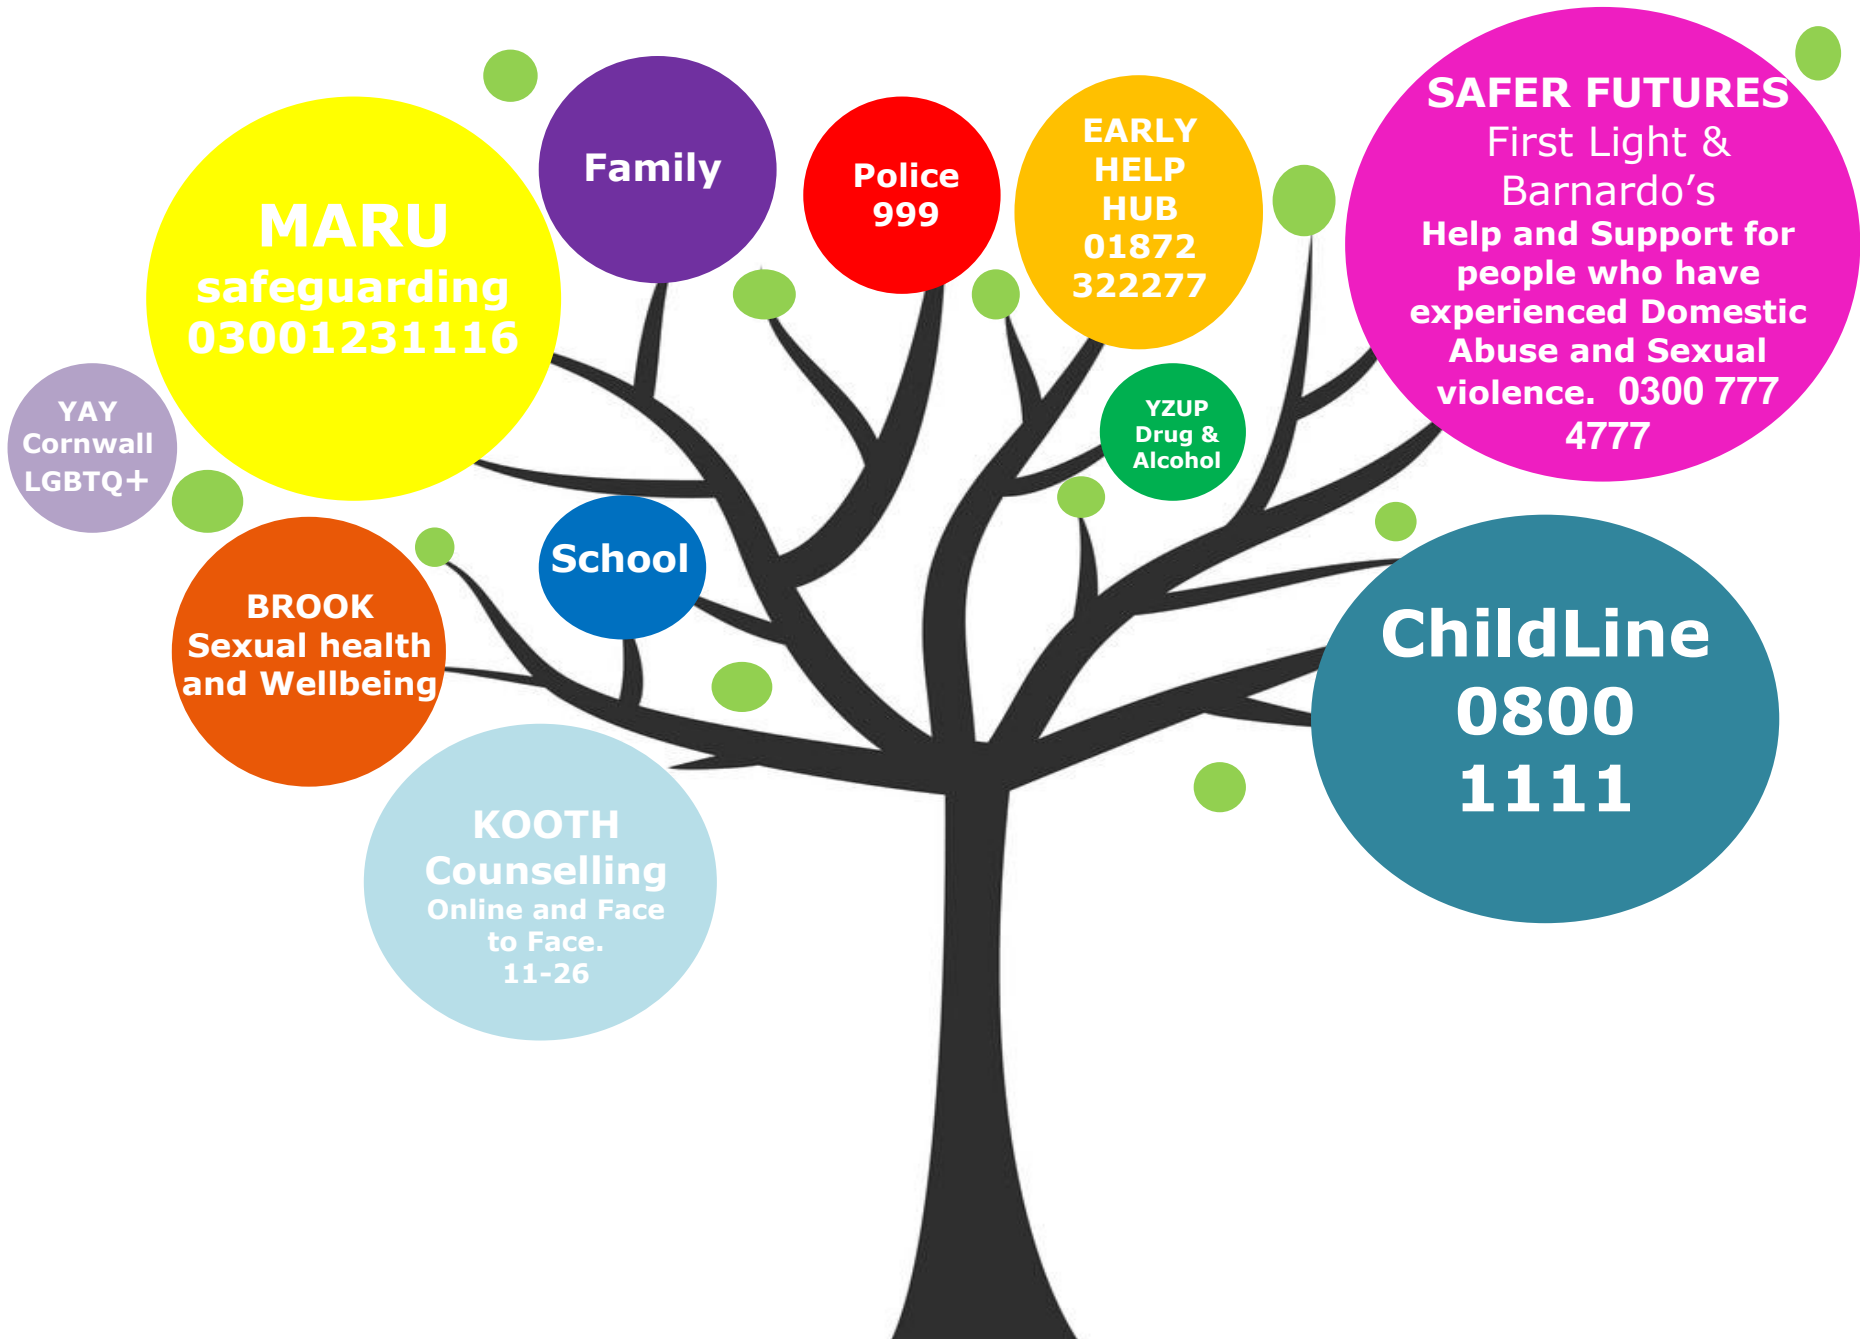 MARU
safeguarding
03001231116
Family
Police
999
EARLY
HELP
HUB
01872
322277
SAFER FUTURES
First Light &
Barnardo’s
Help and Support for
people who have
experienced Domestic
Abuse and Sexual
violence. 0300 777
4777
YAY
Cornwall
LGBTQ+
YZUP
Drug &
Alcohol
School
BROOK
Sexual health
and Wellbeing
ChildLine
0800
1111
KOOTH
Counselling
Online and Face
to Face.
11-26